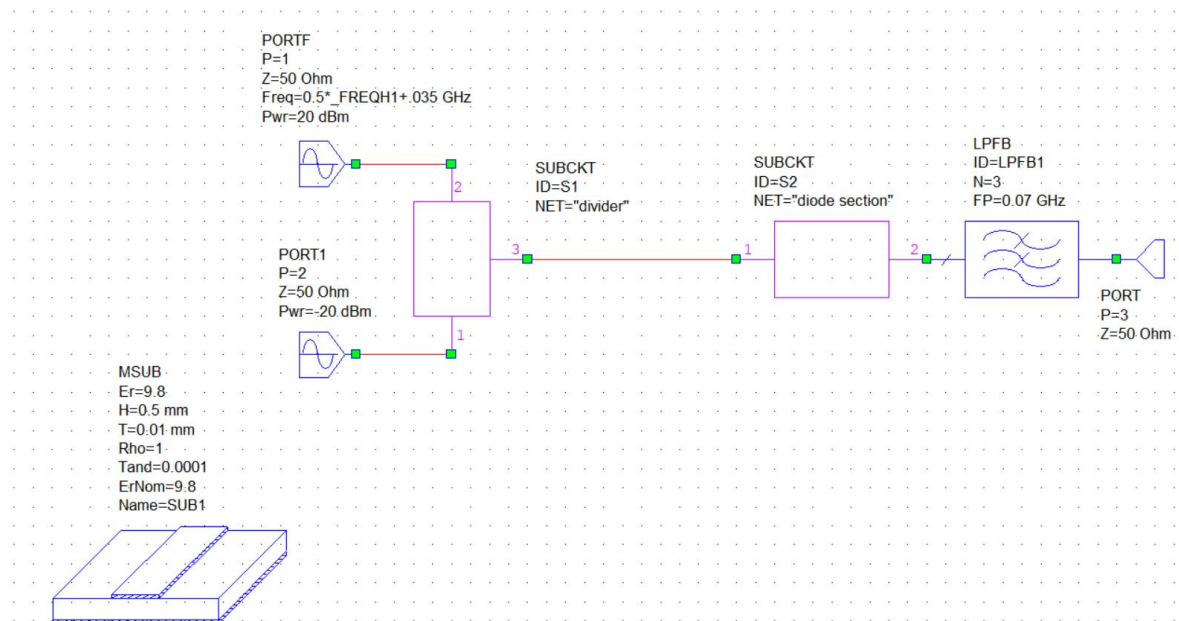 PORTF
P=1
Z=50 Ohm
Freq=0.5*_FREQH1+.035 GHz
Pwr=20 dBm
2
SUBCKT
ID=S1
NET="divider"
3
PORT1
P=2
Z=50 Ohm
Pwr=-20 dBm
1
SUBCKT
ID=S2
NET="diode section"
1
2
LPFB
ID=LPFB1
N=3
FP=0.07 GHz
PORT
P=3
Z=50 Ohm
MSUB
Er=9.8
H=0.5 mm
T=0.01 mm
Rho=1
Tand=0.0001
ErNom=9.8
Name=SUB1